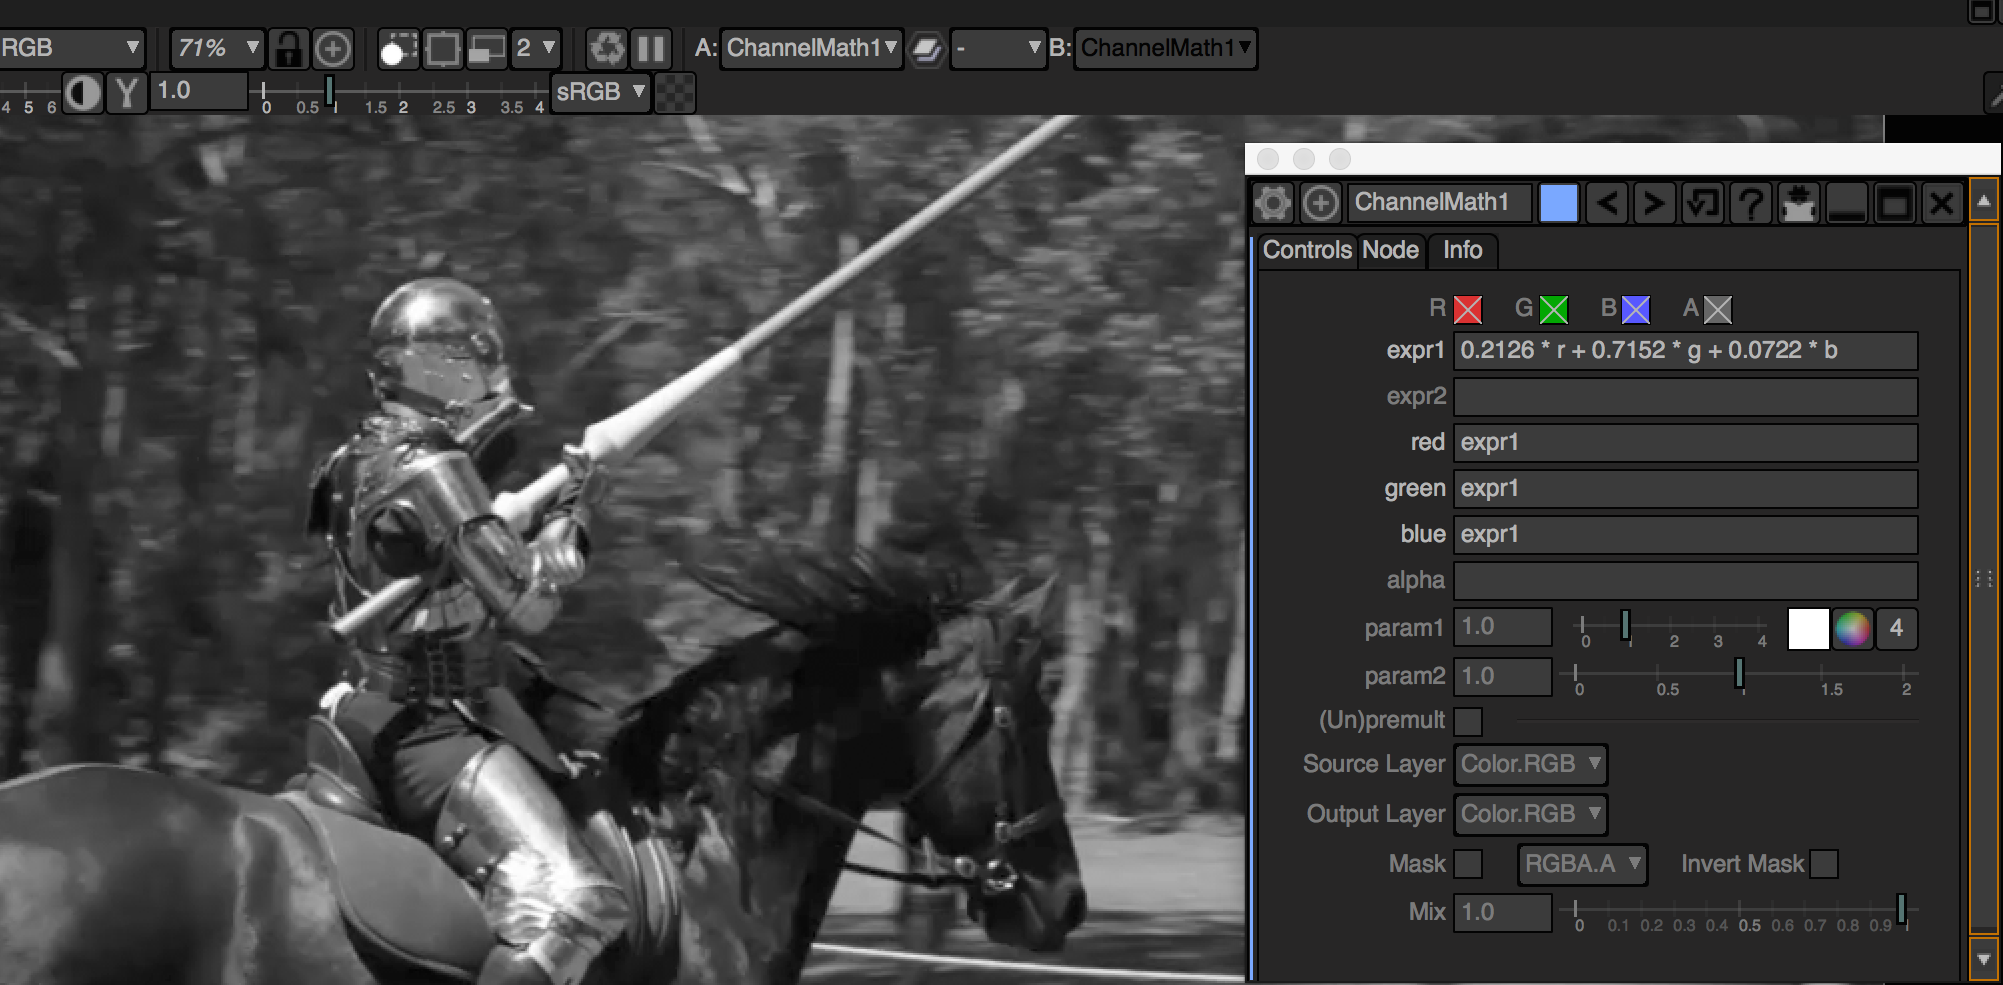 RGB 71% 2 A: ChannelMath1 - B: ChannelMath1
4 5 6 Y 1.0 0 0.5 1 1.5 2 2.5 3 3.5 4 sRGB
ChannelMath1 < > ?
Controls Node Info
R G B A
expr1 0.2126 * r + 0.7152 * g + 0.0722 * b
expr2
red expr1
green expr1
blue expr1
alpha
param1 1.0 0 1 2 3 4 4
param2 1.0 0 0.5 1 1.5 2
(Un)premult
Source Layer Color.RGB
Output Layer Color.RGB
Mask RGBA.A Invert Mask
Mix 1.0 0 0.1 0.2 0.3 0.4 0.5 0.6 0.7 0.8 0.9 1